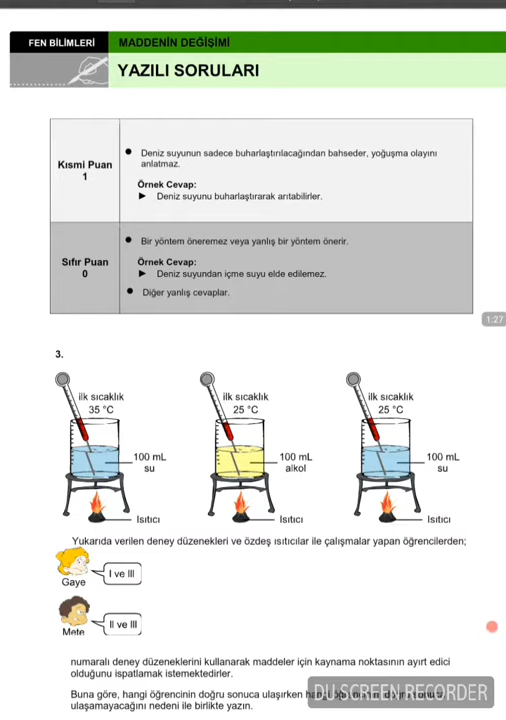 FEN BİLİMLERİ
MADDENİN DEĞİŞİMİ
YAZILI SORULARI
Kısmi Puan
1
● Deniz suyunun sadece buharlaştırılacağından bahseder, yoğuşma olayını
anlatmaz.
Örnek Cevap:
► Deniz suyunu buharlaştırarak arıtabilirler.
Sıfır Puan
0
● Bir yöntem öneremez veya yanlış bir yöntem önerir.
Örnek Cevap:
► Deniz suyundan içme suyu elde edilemez.
● Diğer yanlış cevaplar.
1:27
3.
ilk sıcaklık
35 °C
100 mL
su
Isıtıcı
ilk sıcaklık
25 °C
100 mL
alkol
Isıtıcı
ilk sıcaklık
25 °C
100 mL
su
Isıtıcı
Yukarıda verilen deney düzenekleri ve özdeş ısıtıcılar ile çalışmalar yapan öğrencilerden;
Gaye
I ve III
Mete
II ve III
numaralı deney düzeneklerini kullanarak maddeler için kaynama noktasının ayırt edici
olduğunu ispatlamak istemektedirler.
Buna göre, hangi öğrencinin doğru sonuca ulaşırken
ulaşamayacağını nedeni ile birlikte yazın.
DU SCREEN RECORDER